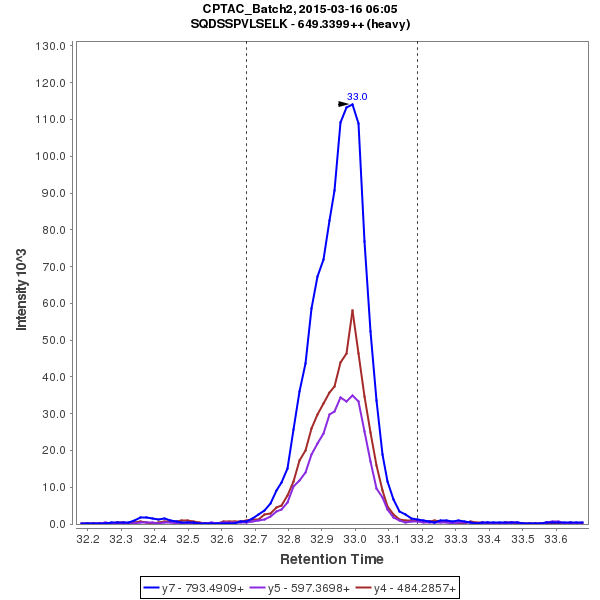 CPTAC_Batch2, 2015-03-16 06:05
SQDSSPVLSELK - 649.3399++ (heavy)
130.0
120.0
110.0
100.0
90.0
80.0
70.0
60.0
50.0
40.0
30.0
20.0
10.0
0.0
Intensity 10^3
33.0
32.2 32.3 32.4 32.5 32.6 32.7 32.8 32.9 33.0 33.1 33.2 33.3 33.4 33.5 33.6
Retention Time
y7 - 793.4909+ y5 - 597.3698+ y4 - 484.2857+